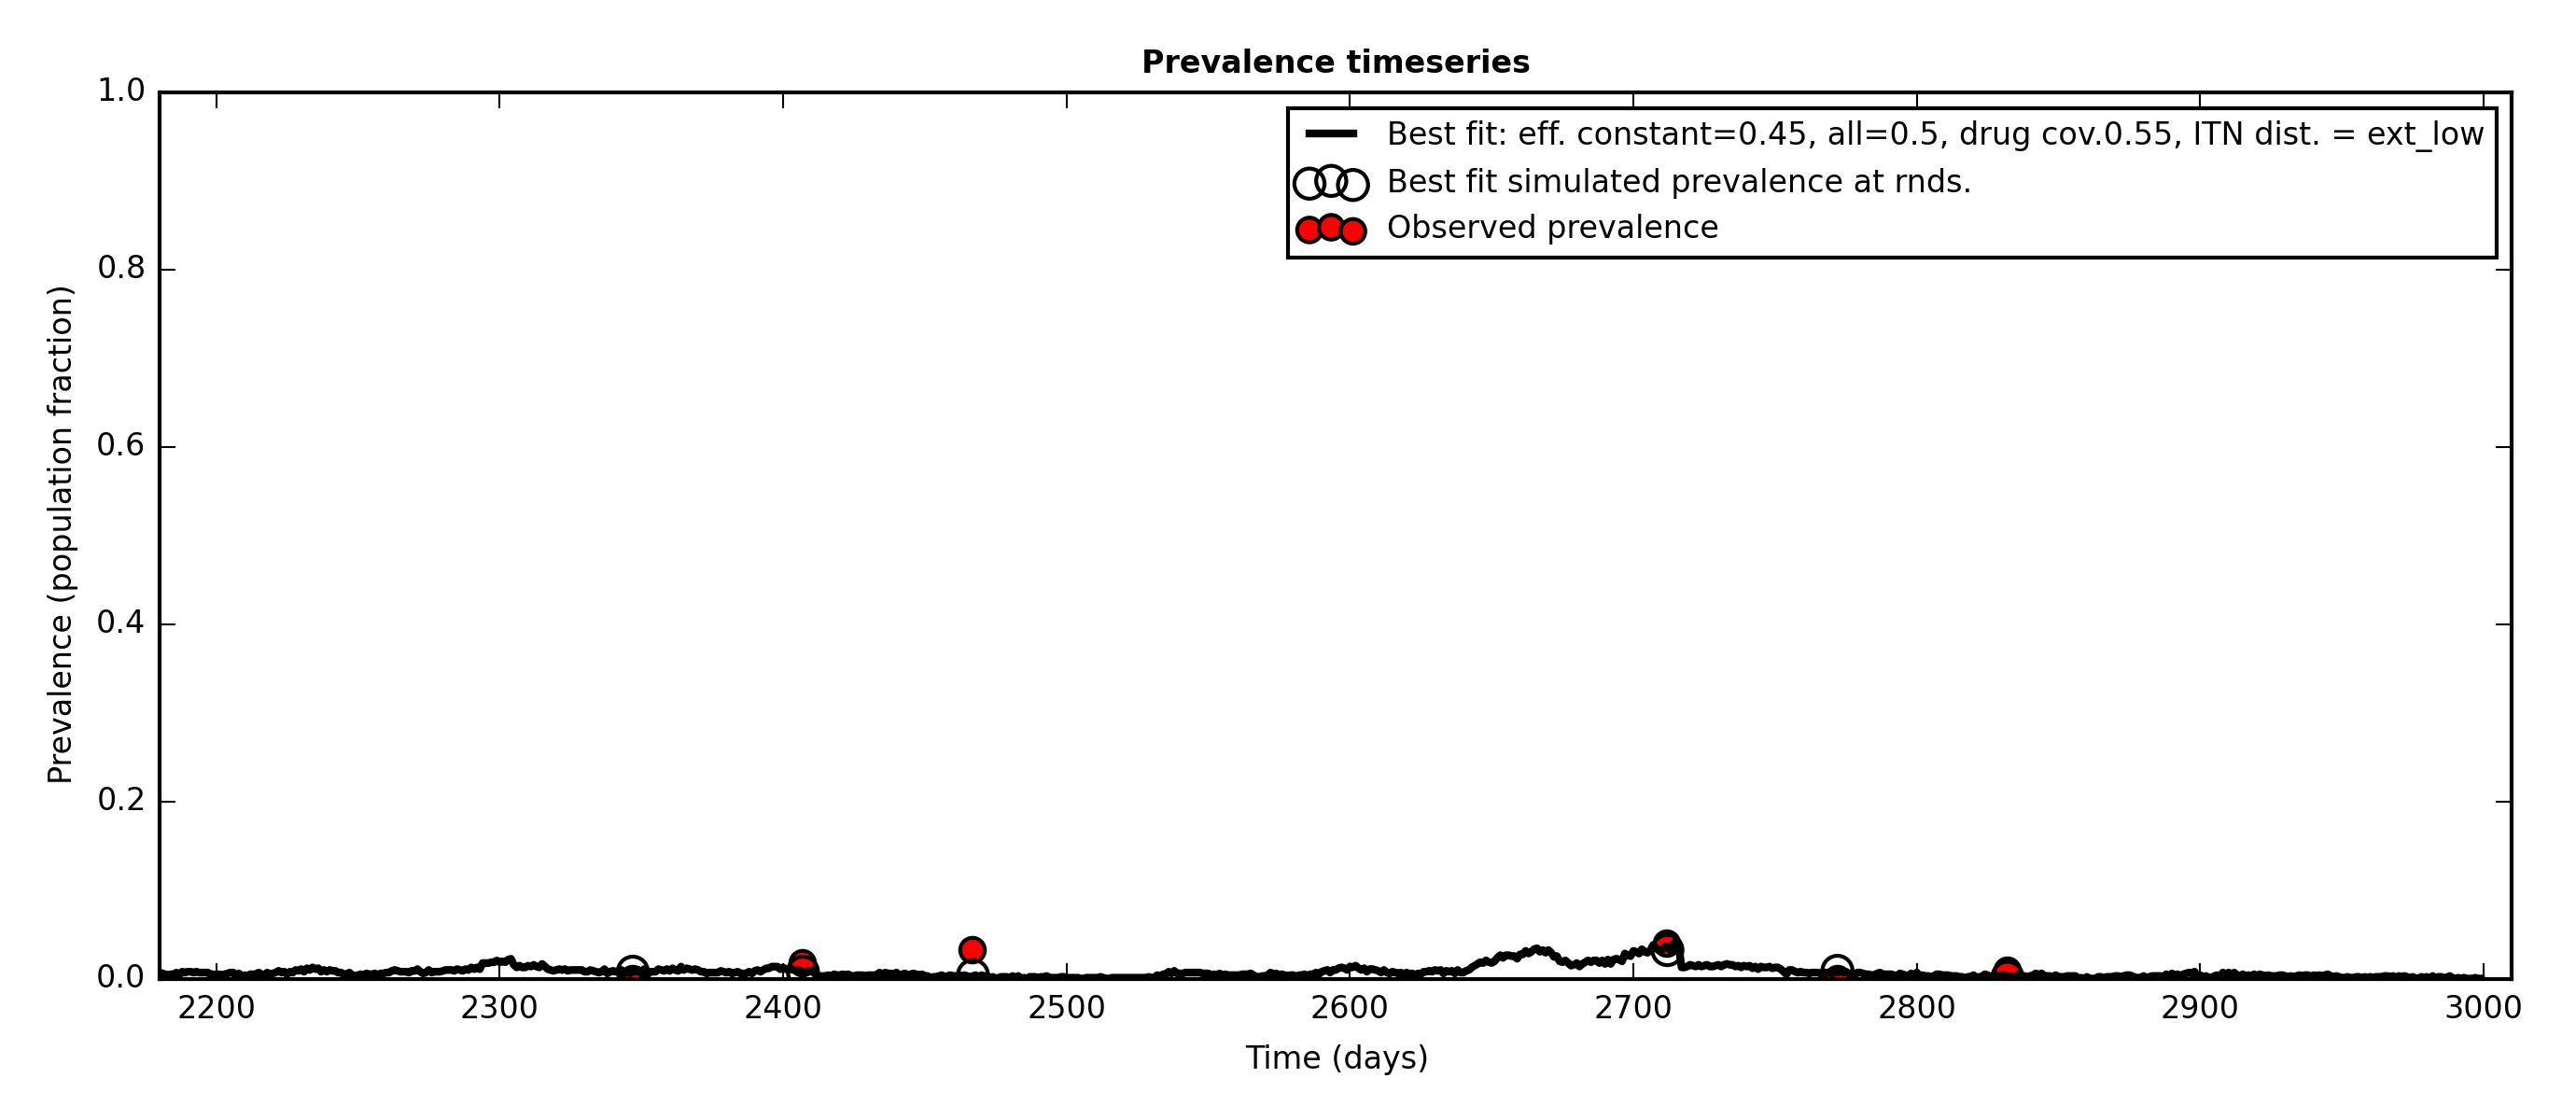 Prevalence timeseries
Best fit: eff. constant=0.45, all=0.5, drug cov.0.55, ITN dist. = ext_low
Best fit simulated prevalence at rnds.
Observed prevalence
Prevalence (population fraction)
1.0
0.8
0.6
0.4
0.2
0.0
2200 2300 2400 2500 2600 2700 2800 2900 3000
Time (days)